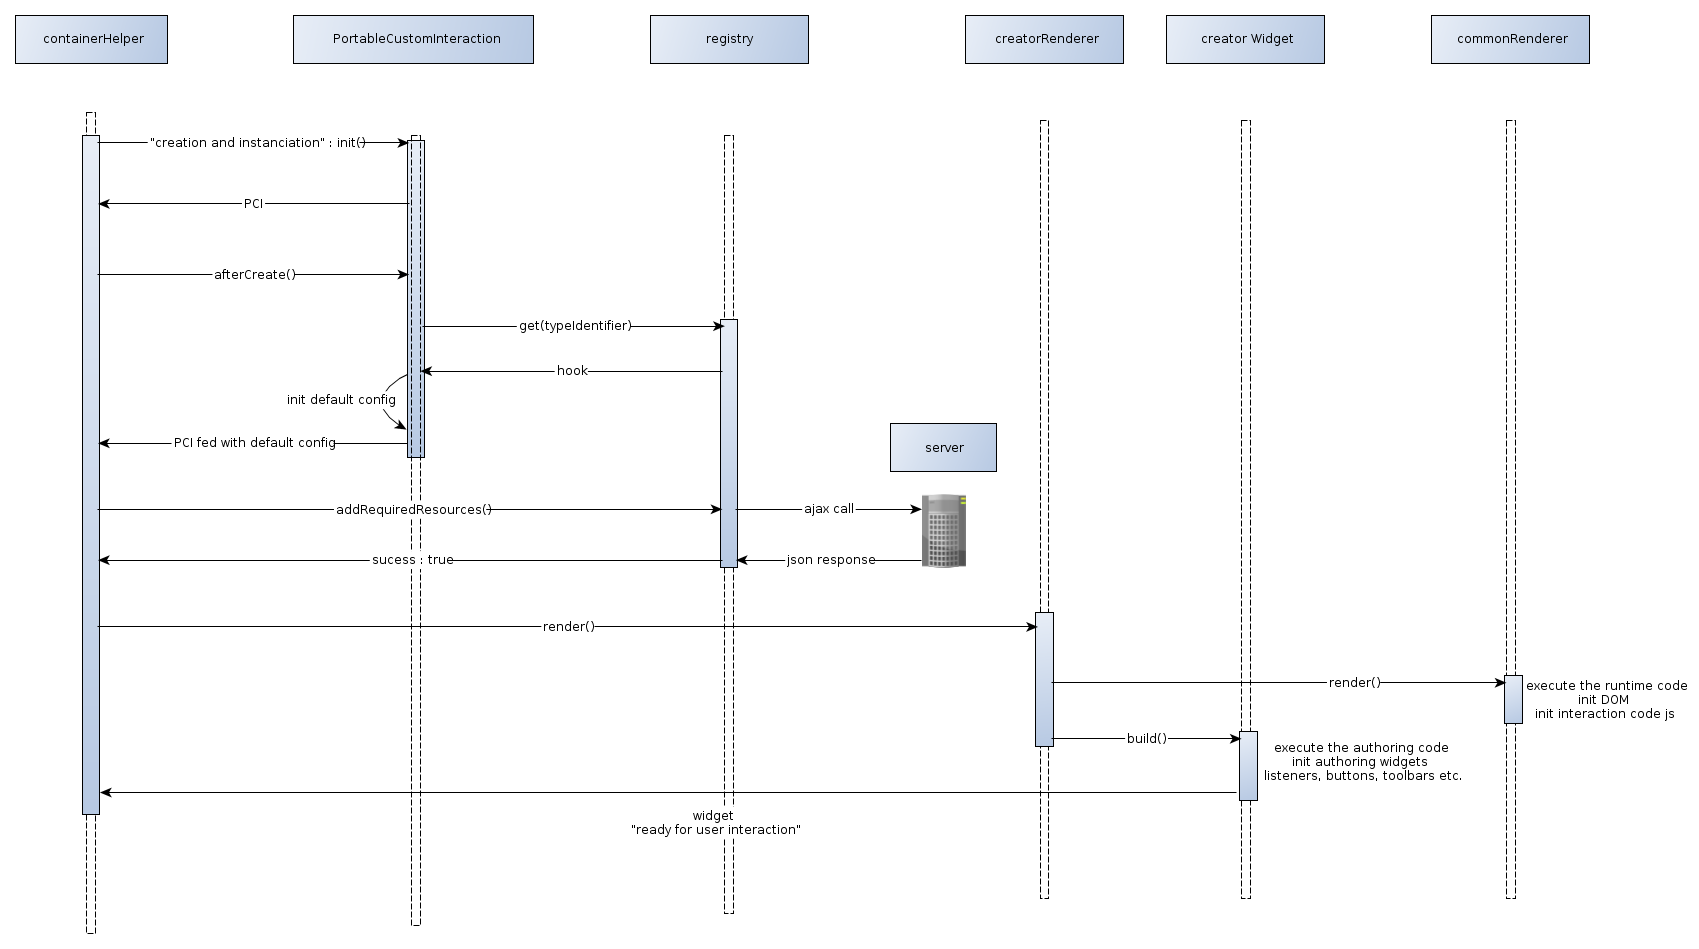 containerHelper
PortableCustomInteraction
registry
creatorRenderer
creator Widget
commonRenderer
"creation and instanciation" : init()
PCI
afterCreate()
get(typeIdentifier)
hook
init default config
PCI fed with default config
server
addRequiredResources()
ajax call
sucess : true
json response
render()
render()
execute the runtime code
init DOM
init interaction code js
build()
execute the authoring code
init authoring widgets
listeners, buttons, toolbars etc.
widget
"ready for user interaction"